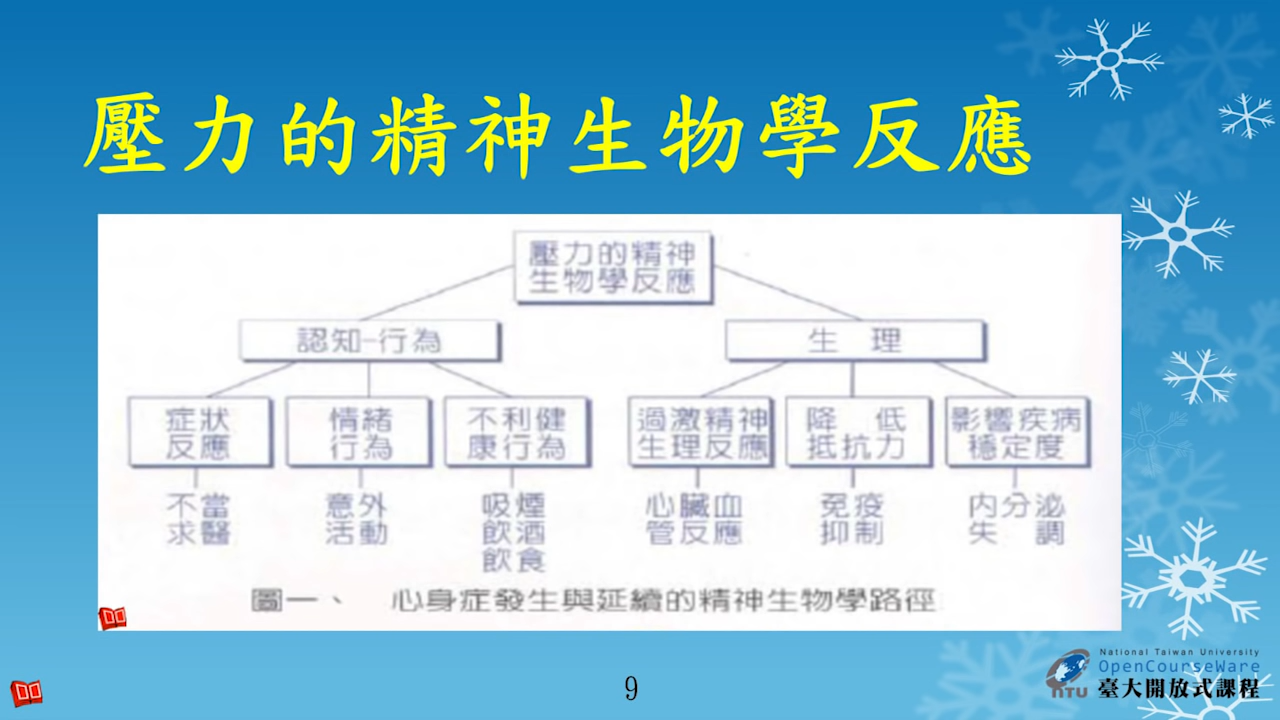 壓力的精神生物學反應
壓力的精神
生物學反應
認知-行為
生 理
症狀
反應
情緒
行為
不利健
康行為
過激精神
生理反應
降 低
抵抗力
影響疾病
穩定度
不當
求醫
意外
活動
吸煙
飲酒
飲食
心臟血
管反應
免疫
抑制
內分泌
失 調
圖一、 心身症發生與延續的精神生物學路徑
9
National Taiwan University
OpenCourseWare
NTU 臺大開放式課程